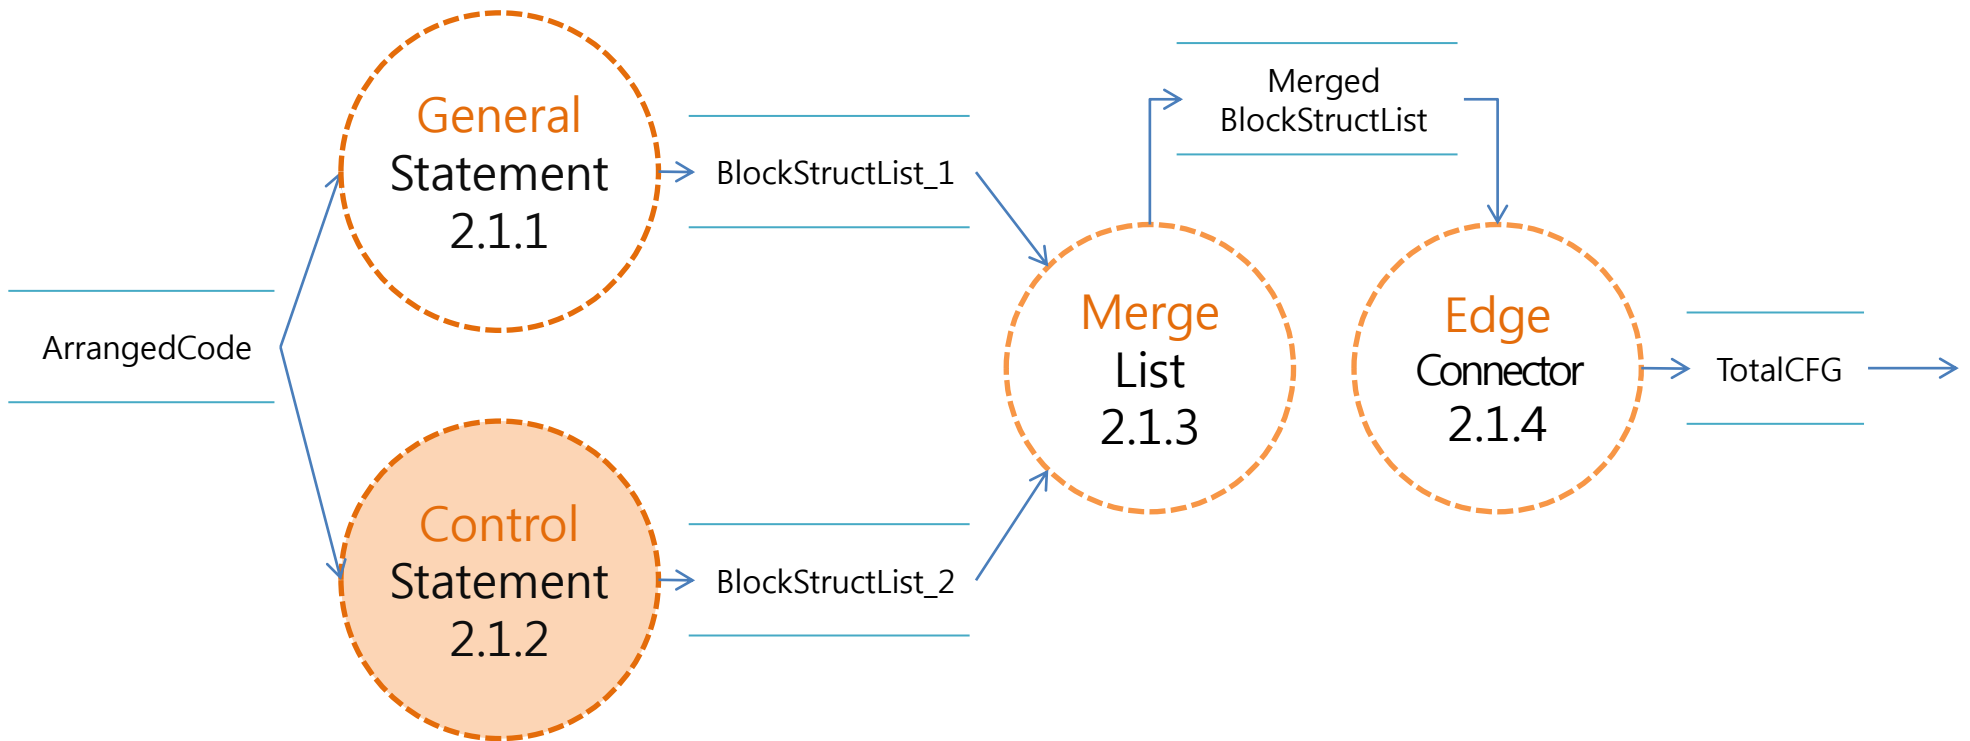 ArrangedCode
General
Statement
2.1.1
Control
Statement
2.1.2
BlockStructList_1
BlockStructList_2
Merge
List
2.1.3
Merged
BlockStructList
Edge
Connector
2.1.4
TotalCFG